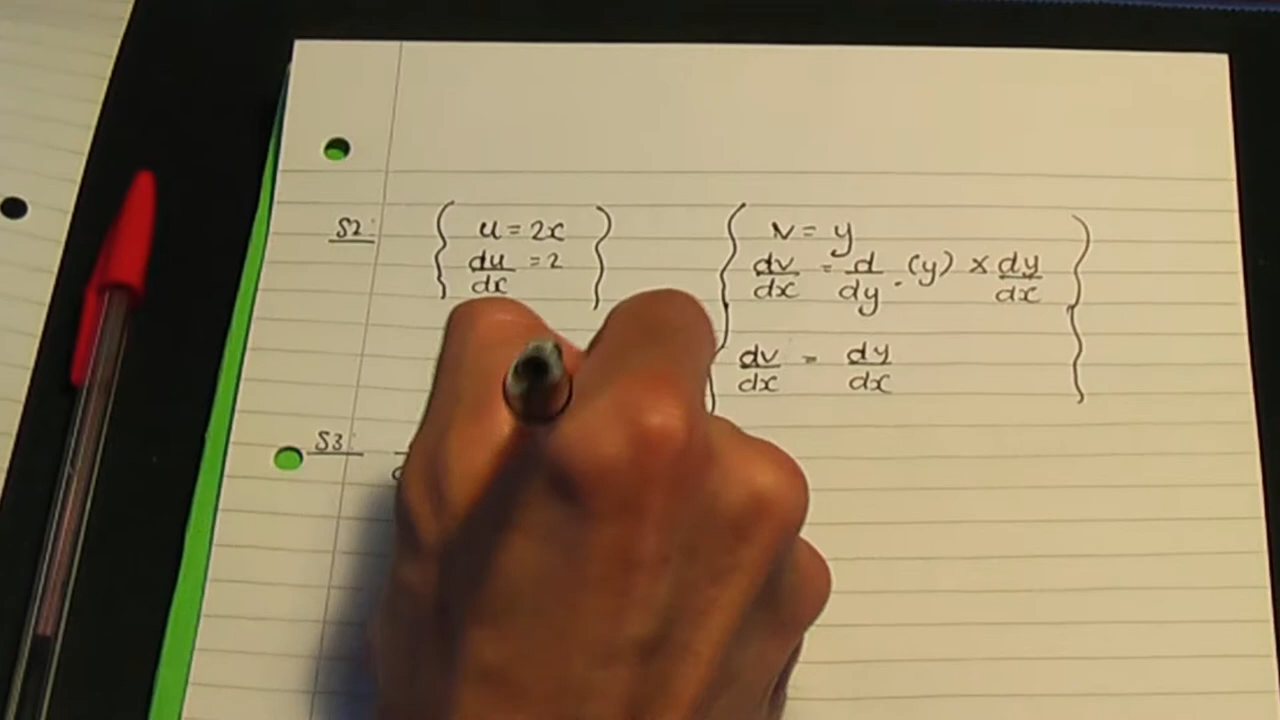 S2: u = 2x v = y
du/dx = 2 dv/dx = d/dy . (y) × dy/dx
dv/dx = dy/dx
S3: